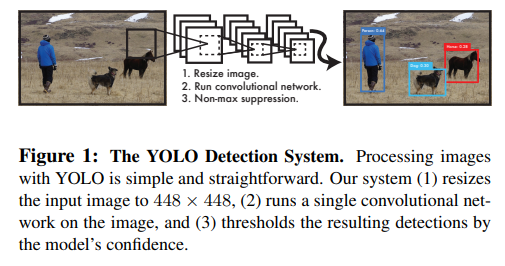 Person: 0.64
Horse: 0.28
Dog: 0.30
1. Resize image.
2. Run convolutional network.
3. Non-max suppression.
Figure 1: The YOLO Detection System. Processing images
with YOLO is simple and straightforward. Our system (1) resizes
the input image to 448 × 448, (2) runs a single convolutional net-
work on the image, and (3) thresholds the resulting detections by
the model's confidence.